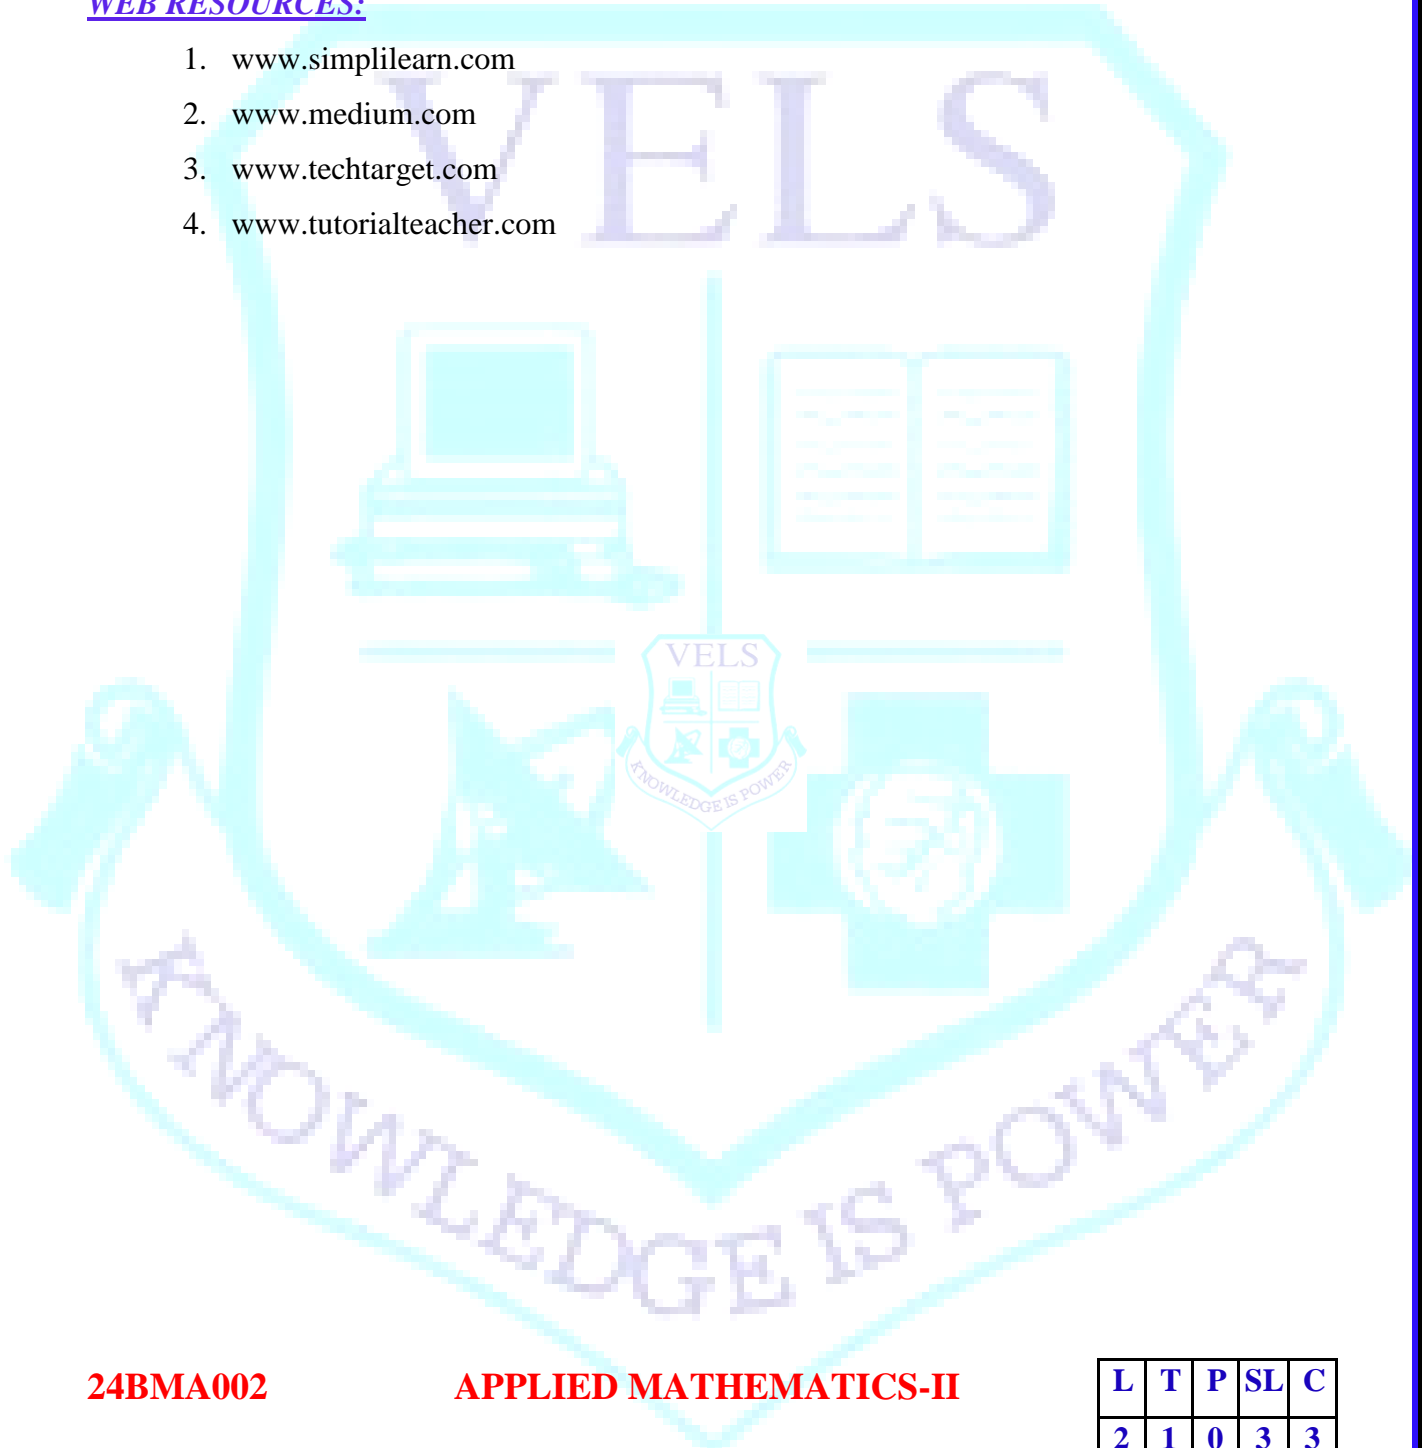 WEB RESOURCES:
1. www.simplilearn.com
2. www.medium.com
3. www.techtarget.com
4. www.tutorialteacher.com
VELS
VELS
KNOWLEDGE IS POWER
KNOWLEDGE IS POWER
24BMA002 APPLIED MATHEMATICS-II
L T P SL C
2 1 0 3 3